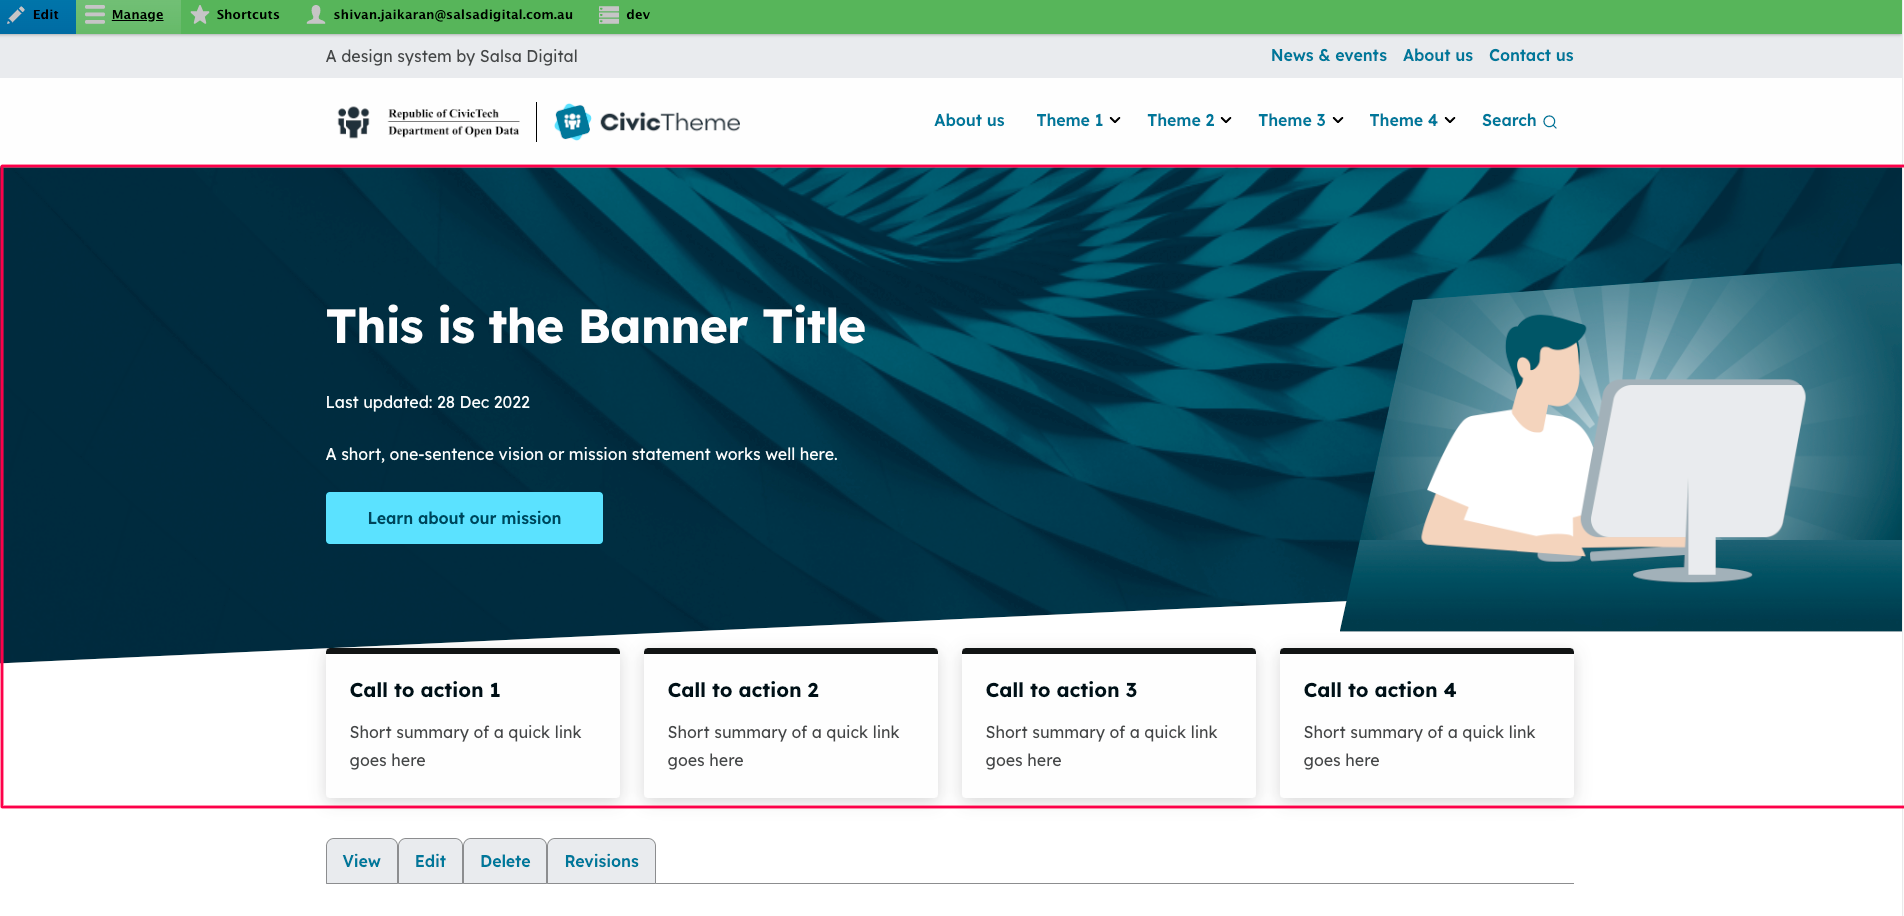 Edit Manage Shortcuts shivan.jaikaran@salsadigital.com.au dev
A design system by Salsa Digital News & events About us Contact us
Republic of CivicTech
Department of Open Data
CivicTheme
About us Theme 1 Theme 2 Theme 3 Theme 4 Search
This is the Banner Title
Last updated: 28 Dec 2022
A short, one-sentence vision or mission statement works well here.
Learn about our mission
Call to action 1
Short summary of a quick link
goes here
Call to action 2
Short summary of a quick link
goes here
Call to action 3
Short summary of a quick link
goes here
Call to action 4
Short summary of a quick link
goes here
View Edit Delete Revisions